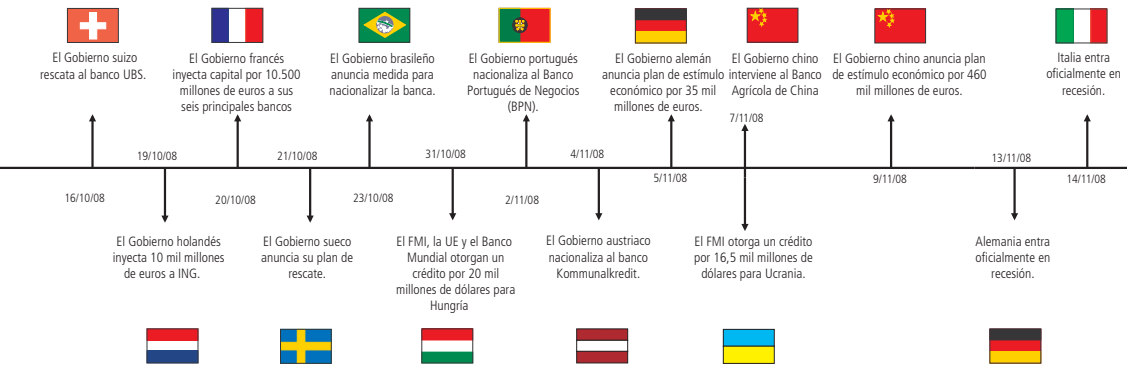 El Gobierno suizo
rescata al banco UBS.
El Gobierno francés
inyecta capital por 10.500
millones de euros a sus
seis principales bancos
El Gobierno brasileño
anuncia medida para
nacionalizar la banca.
El Gobierno portugués
nacionaliza al Banco
Portugués de Negocios
(BPN).
El Gobierno alemán
anuncia plan de estímulo
económico por 35 mil
millones de euros.
El Gobierno chino
interviene al Banco
Agrícola de China
7/11/08
El Gobierno chino anuncia plan
de estímulo económico por 460
mil millones de euros.
Italia entra
oficialmente en
recesión.
19/10/08
21/10/08
31/10/08
4/11/08
13/11/08
16/10/08
20/10/08
23/10/08
2/11/08
5/11/08
9/11/08
14/11/08
El Gobierno holandés
inyecta 10 mil millones
de euros a ING.
El Gobierno sueco
anuncia su plan de
rescate.
El FMI, la UE y el Banco
Mundial otorgan un
crédito por 20 mil
millones de dólares para
Hungría
El Gobierno austriaco
nacionaliza al banco
Kommunalkredit.
El FMI otorga un crédito
por 16,5 mil millones de
dólares para Ucrania.
Alemania entra
oficialmente en
recesión.